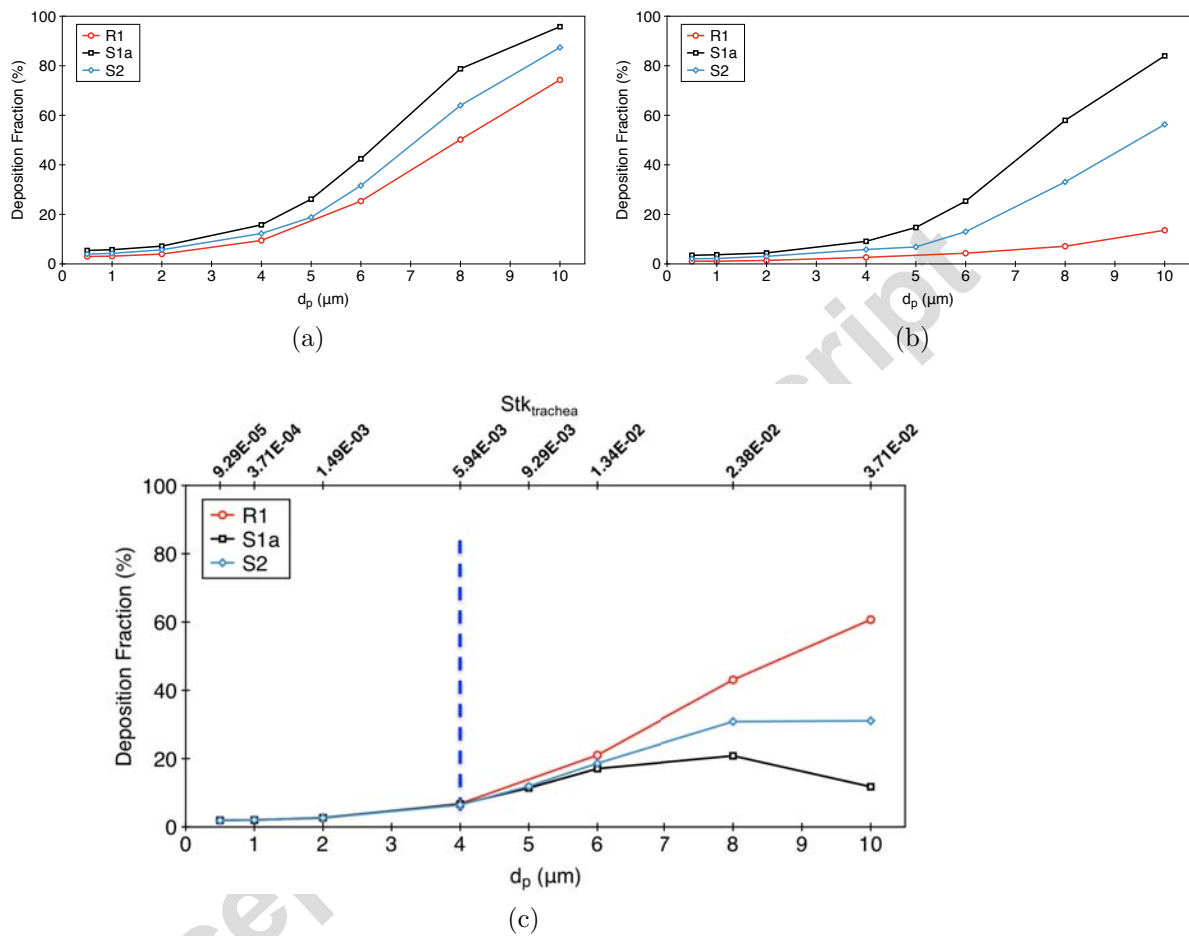 100
80
60
40
20
0
Deposition Fraction (%)
R1
S1a
S2
0 1 2 3 4 5 6 7 8 9 10
dp (μm)
(a)
100
80
60
40
20
0
Deposition Fraction (%)
R1
S1a
S2
0 1 2 3 4 5 6 7 8 9 10
dp (μm)
(b)
Stktrachea
9.29E-05 3.71E-04 1.49E-03 5.94E-03 9.29E-03 1.34E-02 2.38E-02 3.71E-02
100
80
60
40
20
0
Deposition Fraction (%)
R1
S1a
S2
0 1 2 3 4 5 6 7 8 9 10
dp (μm)
(c)